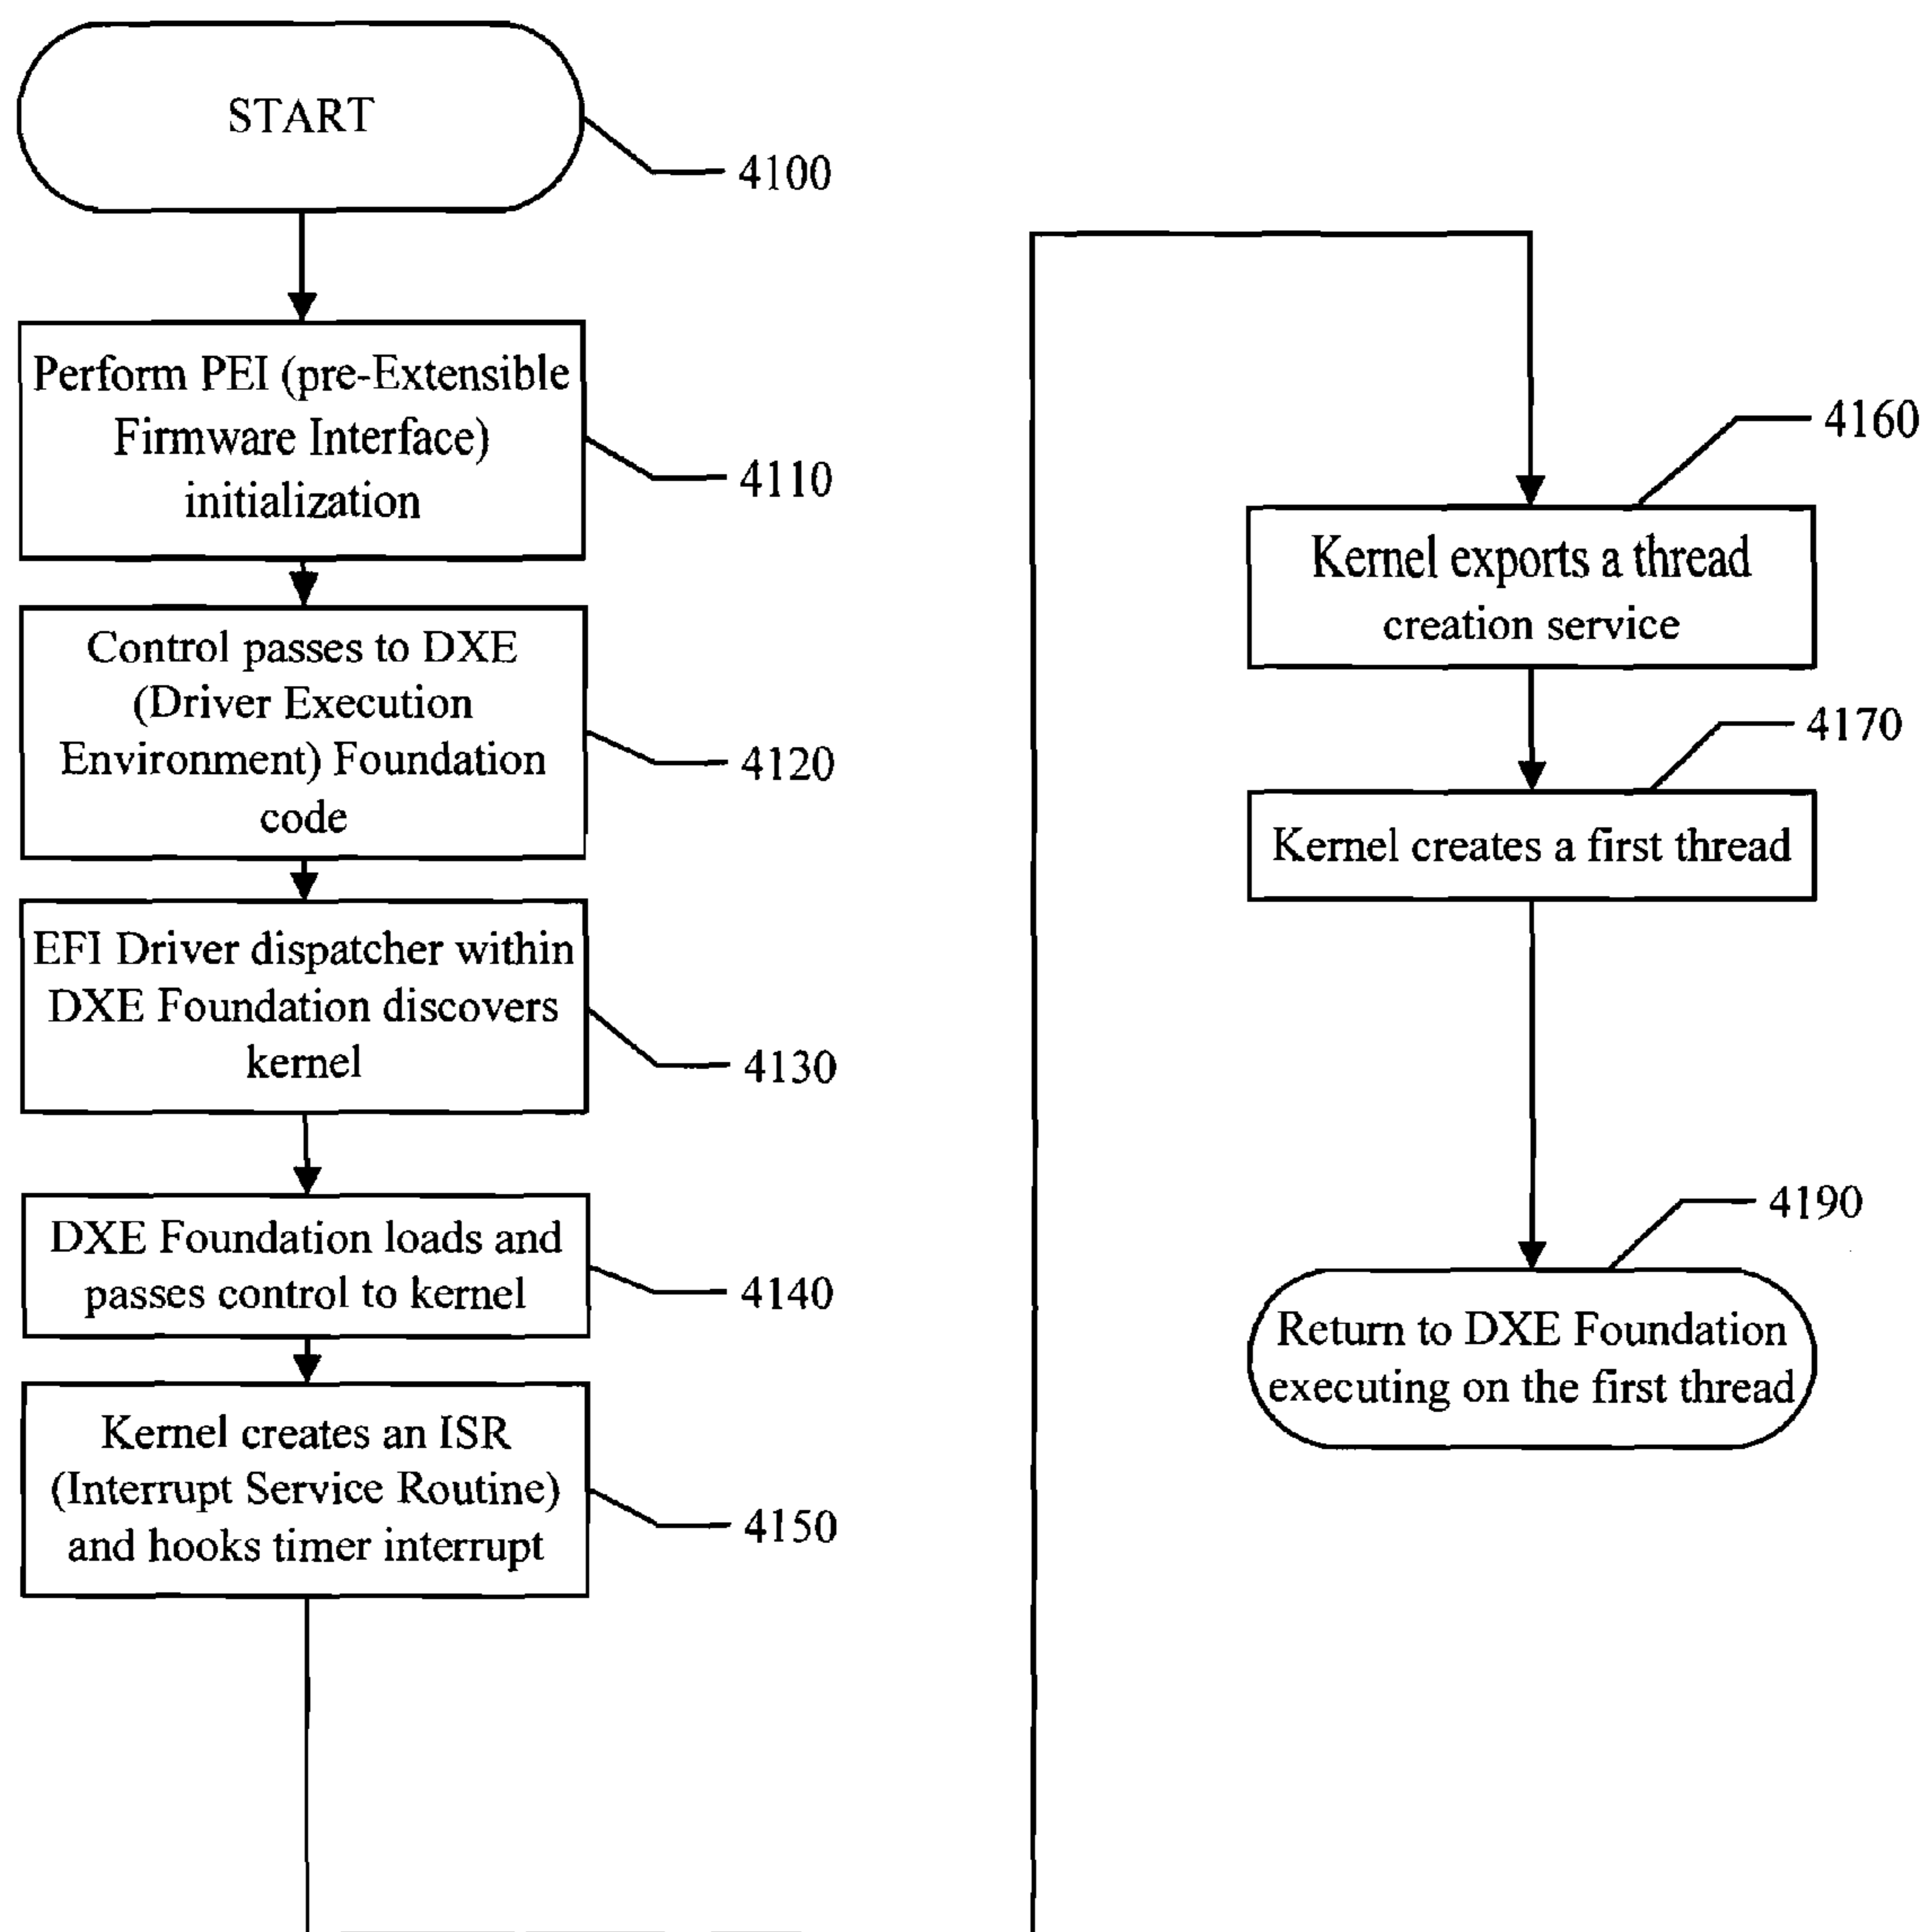 START
4100
Perform PEI (pre-Extensible
Firmware Interface)
initialization
4110
Control passes to DXE
(Driver Execution
Environment) Foundation
code
4120
EFI Driver dispatcher within
DXE Foundation discovers
kernel
4130
DXE Foundation loads and
passes control to kernel
4140
Kernel creates an ISR
(Interrupt Service Routine)
and hooks timer interrupt
4150
4160
Kernel exports a thread
creation service
4170
Kernel creates a first thread
4190
Return to DXE Foundation
executing on the first thread